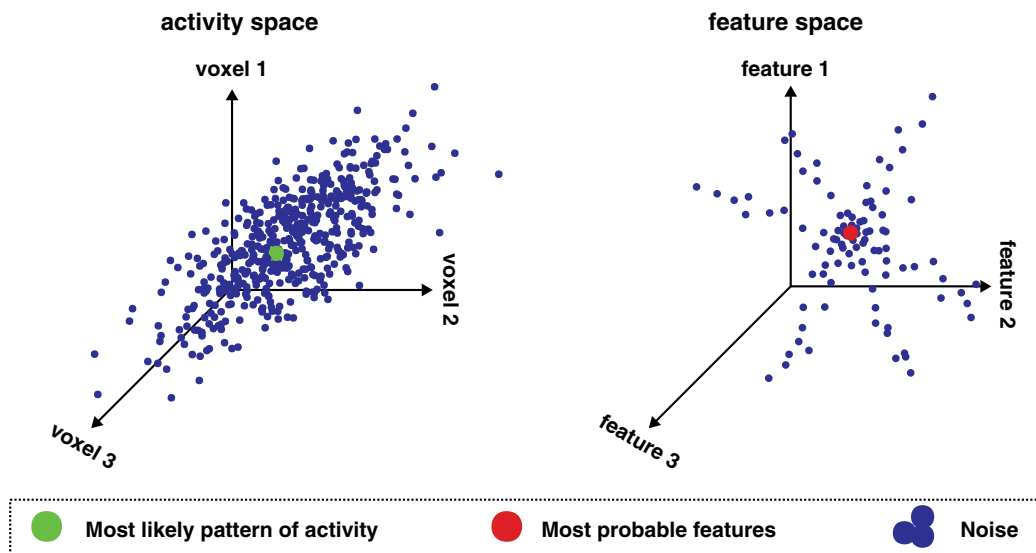 activity space
voxel 1
voxel 2
voxel 3
feature space
feature 1
feature 2
feature 3
Most likely pattern of activity
Most probable features
Noise